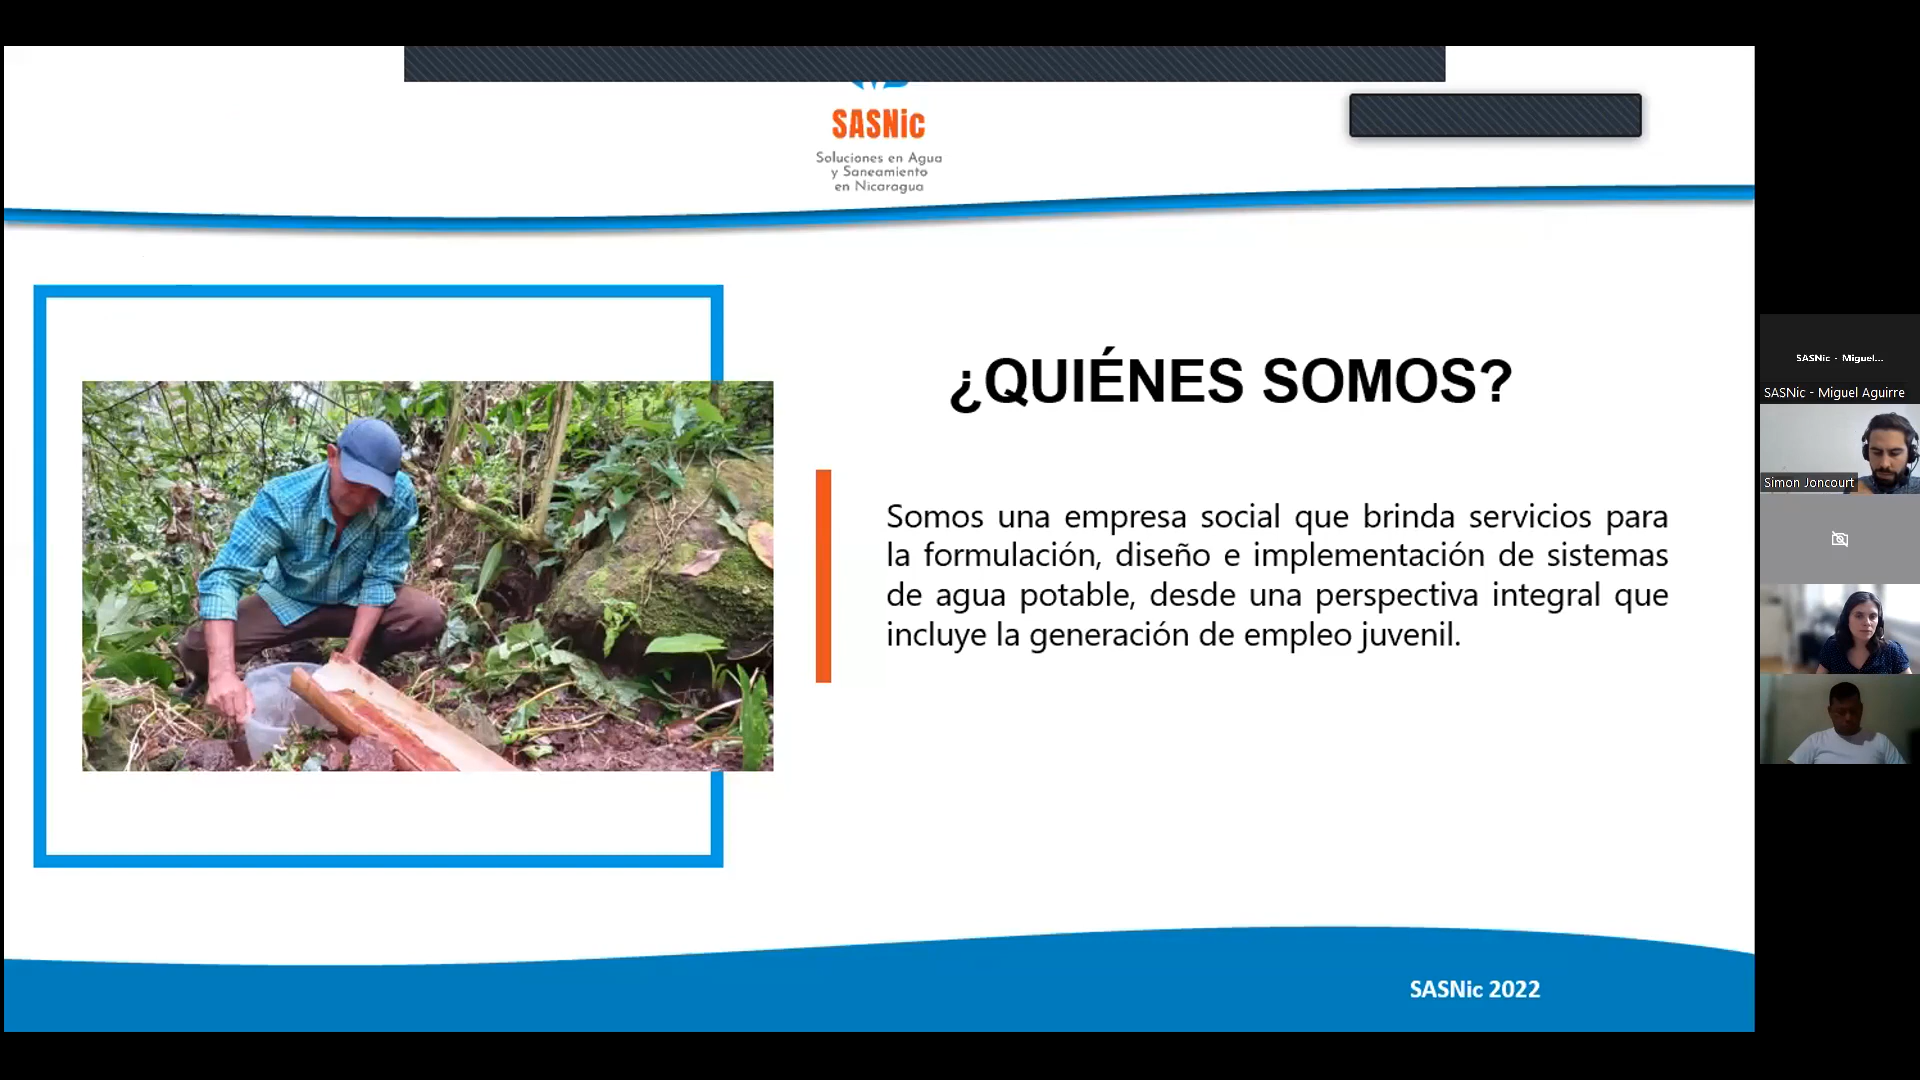 SASNic
Soluciones en Agua
y Saneamiento
en Nicaragua
¿QUIÉNES SOMOS?
Somos una empresa social que brinda servicios para
la formulación, diseño e implementación de sistemas
de agua potable, desde una perspectiva integral que
incluye la generación de empleo juvenil.
SASNic 2022
SASNic - Miguel...
SASNic - Miguel Aguirre
Simon Joncourt